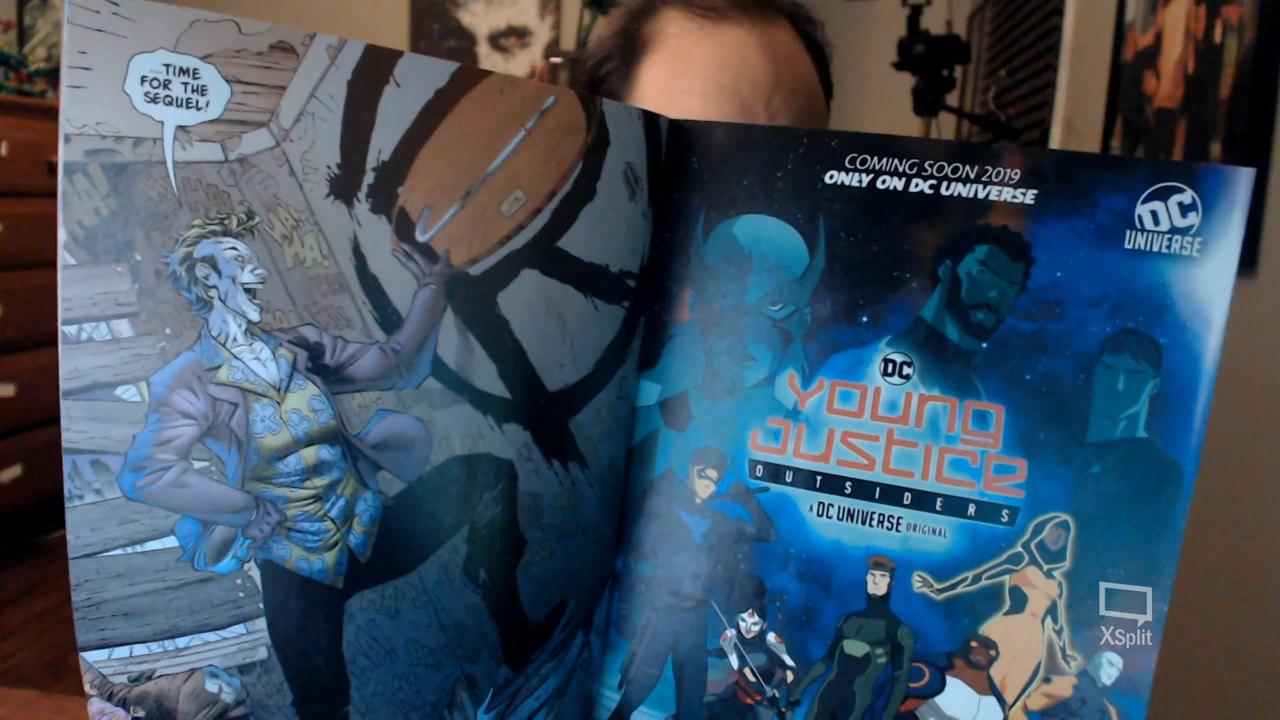 ...TIME
FOR THE
SEQUEL!
HA!
COMING SOON 2019
ONLY ON DC UNIVERSE
DC
UNIVERSE
DC
YOUNG
JUSTICE
OUTSIDERS
A DC UNIVERSE ORIGINAL
XSplit